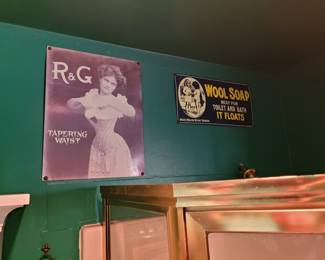 R&G
TAPERING
WAIST
WOOL SOAP
BEST FOR
TOILET AND BATH
IT FLOATS